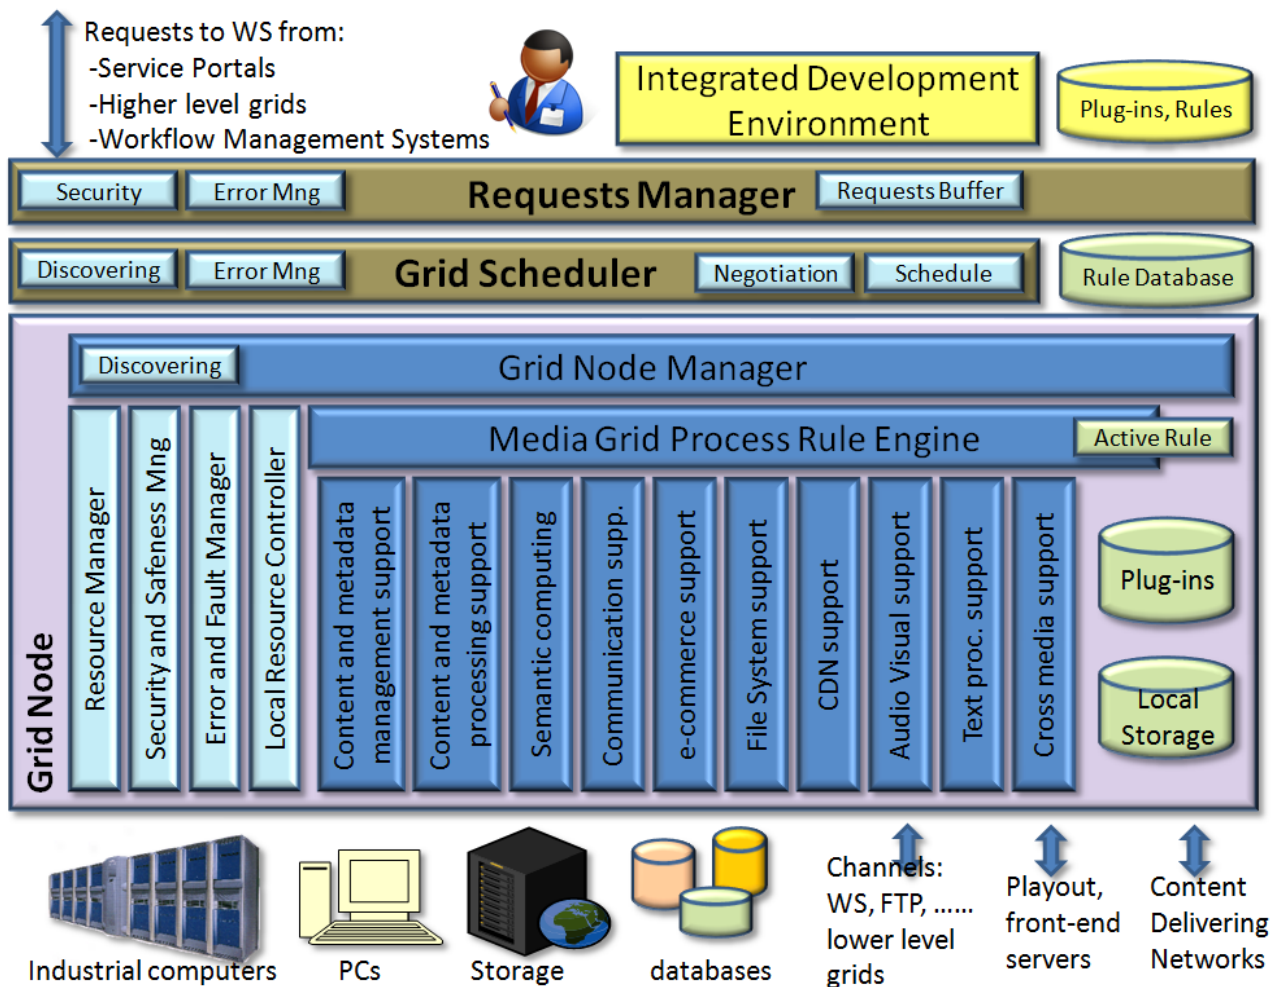 Requests to WS from:
-Service Portals
-Higher level grids
-Workflow Management Systems
Integrated Development
Environment
Plug-ins, Rules
Security
Error Mng
Requests Manager
Requests Buffer
Discovering
Error Mng
Grid Scheduler
Negotiation
Schedule
Rule Database
Grid Node
Discovering
Grid Node Manager
Resource Manager
Security and Safeness Mng
Error and Fault Manager
Local Resource Controller
Media Grid Process Rule Engine
Active Rule
Content and metadata
management support
Content and metadata
processing support
Semantic computing
Communication supp.
e-commerce support
File System support
CDN support
Audio Visual support
Text proc. support
Cross media support
Plug-ins
Local
Storage
Industrial computers
PCs
Storage
databases
Channels:
WS, FTP, ......
lower level
grids
Playout,
front-end
servers
Content
Delivering
Networks